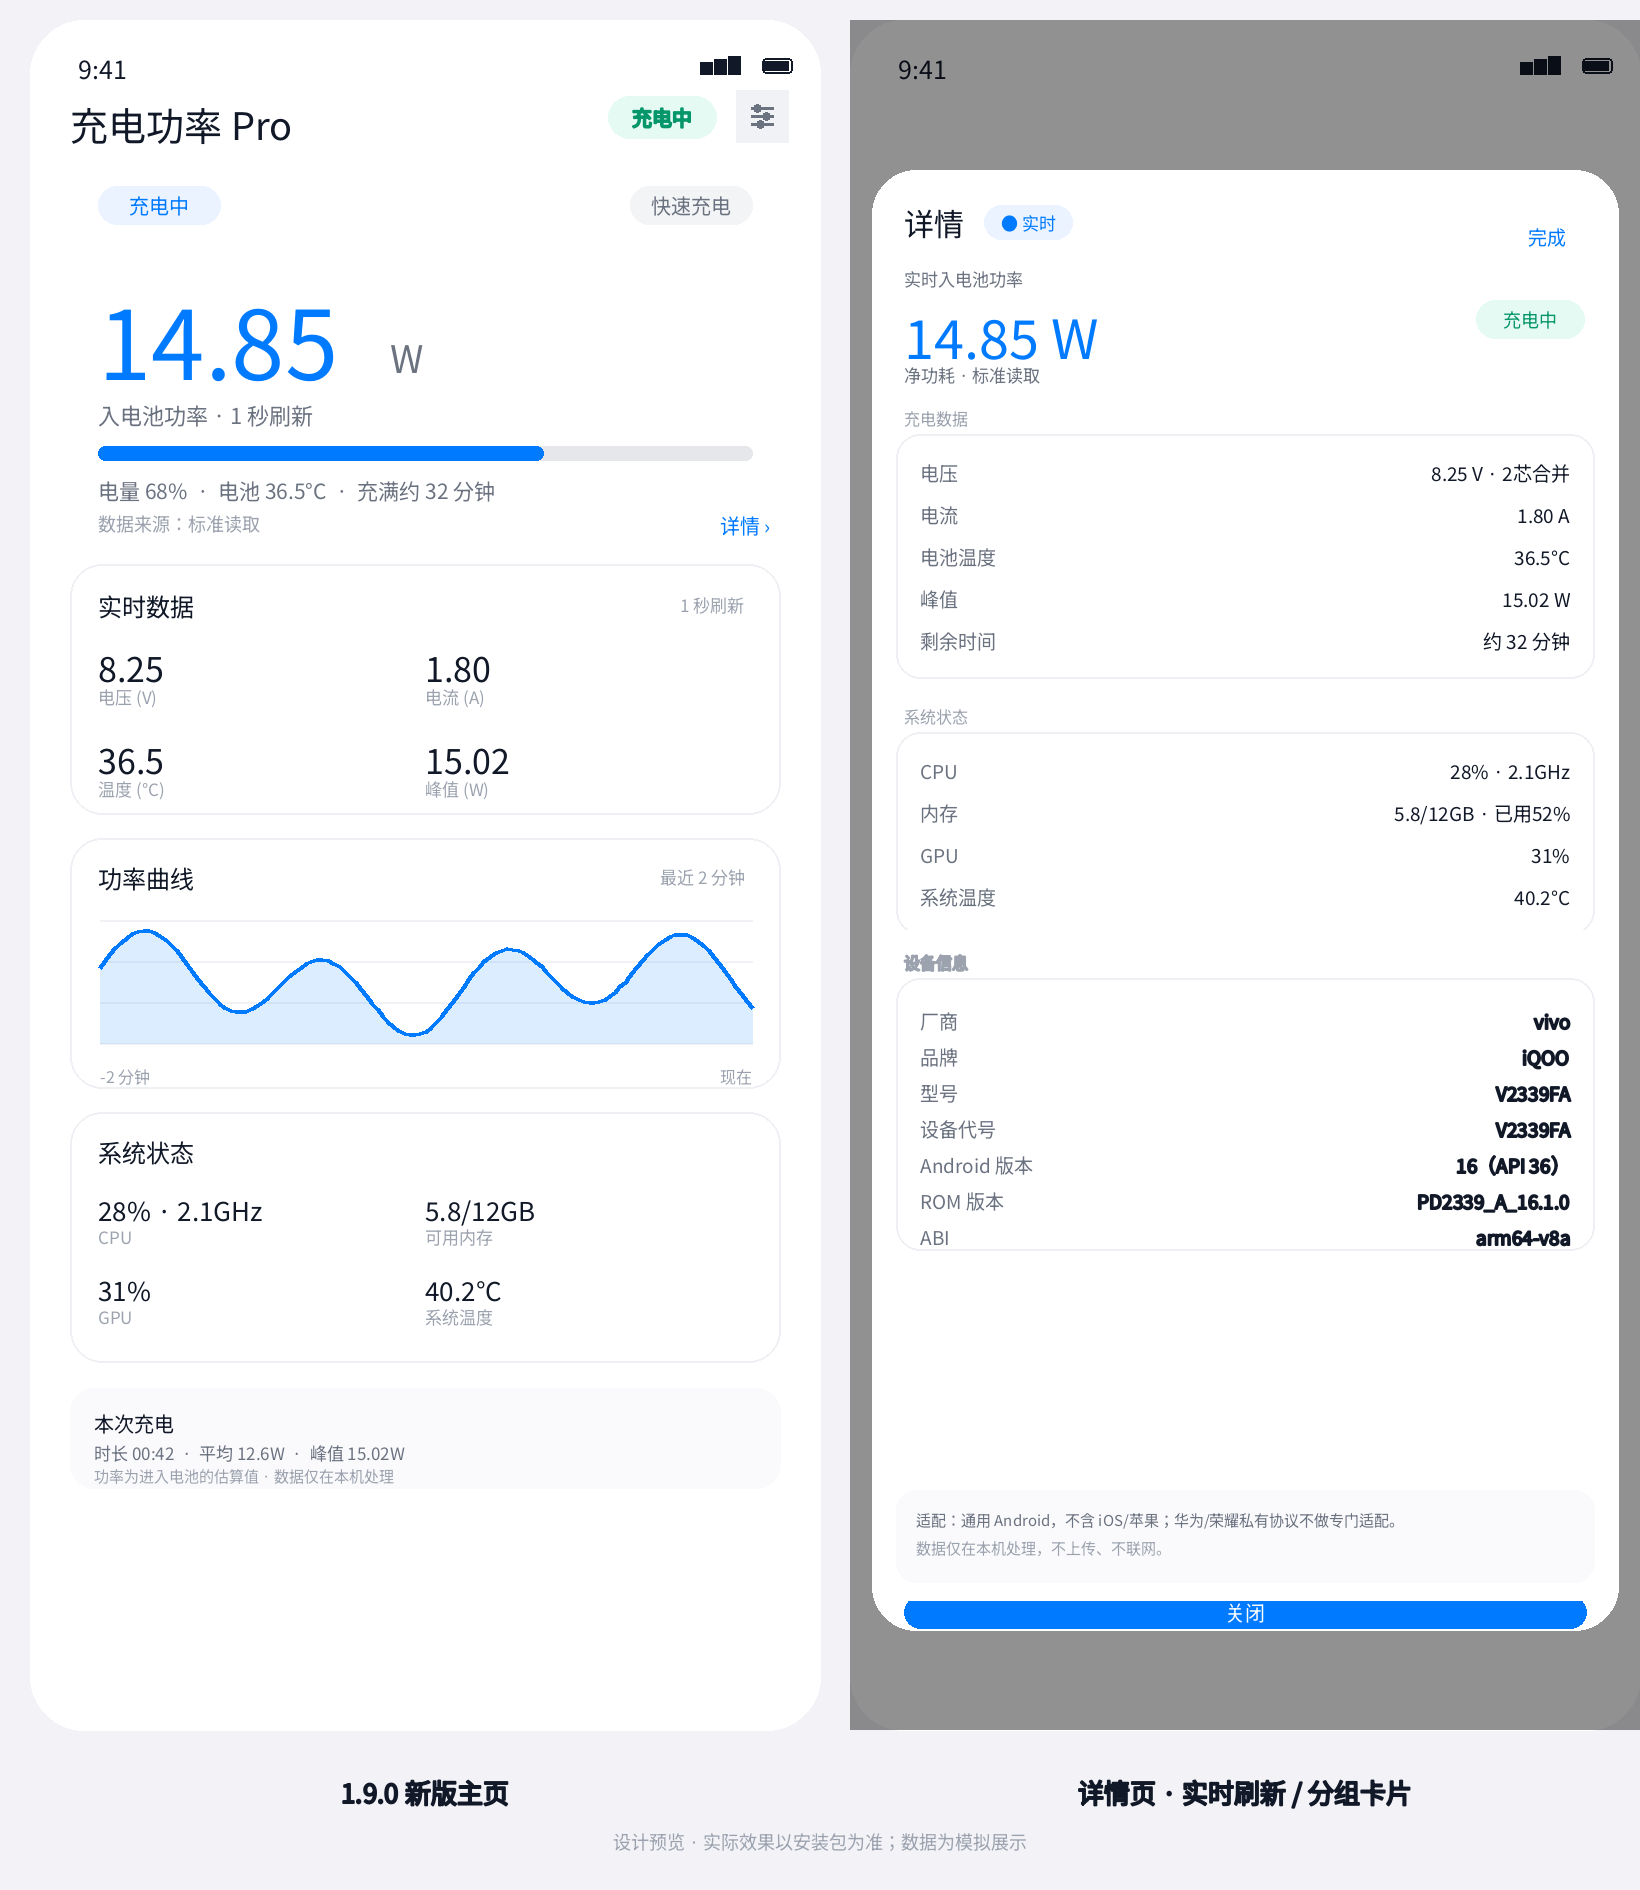 9:41
充电功率 Pro
充电中
充电中
快速充电
14.85 W
入电池功率 · 1 秒刷新
电量 68% · 电池 36.5°C · 充满约 32 分钟
数据来源：标准读取
详情 ›
实时数据
1 秒刷新
8.25
电压 (V)
1.80
电流 (A)
36.5
温度 (°C)
15.02
峰值 (W)
功率曲线
最近 2 分钟
-2 分钟
现在
系统状态
28% · 2.1GHz
CPU
5.8/12GB
可用内存
31%
GPU
40.2°C
系统温度
本次充电
时长 00:42 · 平均 12.6W · 峰值 15.02W
功率为进入电池的估算值 · 数据仅在本机处理
1.9.0 新版主页
9:41
详情
实时
完成
实时入电池功率
14.85 W
充电中
净功耗 · 标准读取
充电数据
电压 8.25 V · 2芯合并
电流 1.80 A
电池温度 36.5°C
峰值 15.02 W
剩余时间 约 32 分钟
系统状态
CPU 28% · 2.1GHz
内存 5.8/12GB · 已用52%
GPU 31%
系统温度 40.2°C
设备信息
厂商 vivo
品牌 iQOO
型号 V2339FA
设备代号 V2339FA
Android 版本 16（API 36）
ROM 版本 PD2339_A_16.1.0
ABI arm64-v8a
适配：通用 Android，不含 iOS/苹果；华为/荣耀私有协议不做专门适配。
数据仅在本机处理，不上传、不联网。
关闭
详情页 · 实时刷新 / 分组卡片
设计预览 · 实际效果以安装包为准；数据为模拟展示